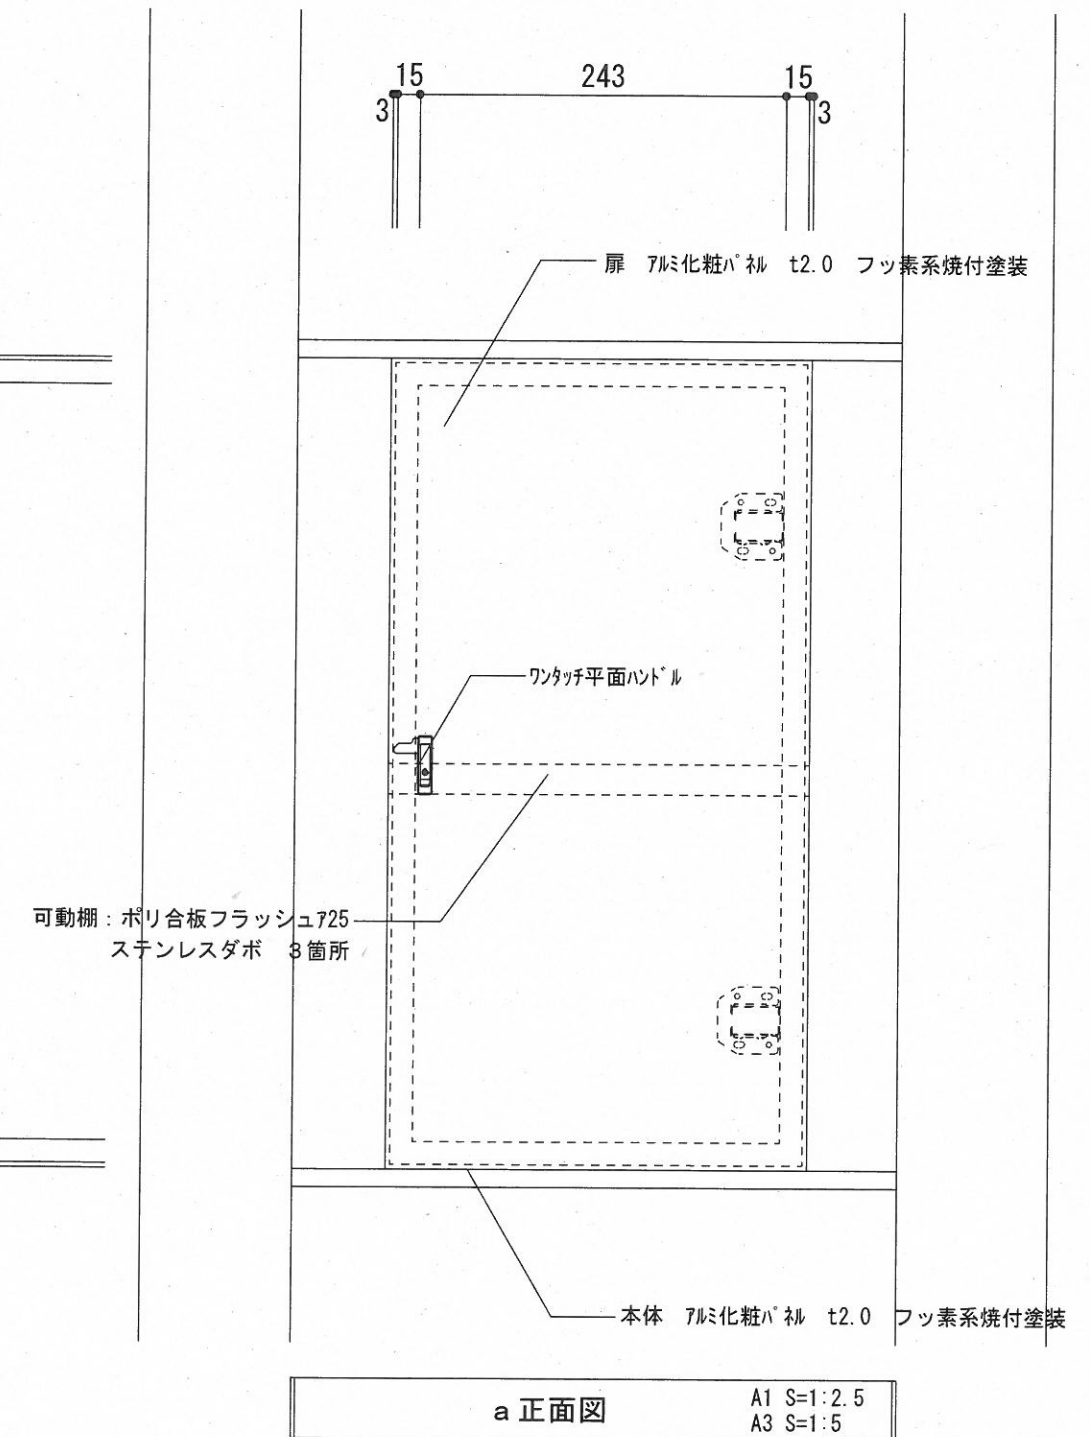 15 243 15
3 3
扉 ｱﾙﾐ化粧ﾊﾟﾈﾙ t2.0 フッ素系焼付塗装
ﾜﾝﾀｯﾁ平面ﾊﾝﾄﾞﾙ
可動棚：ポリ合板フラッシュｱ25
ステンレスダボ 3箇所
本体 ｱﾙﾐ化粧ﾊﾟﾈﾙ t2.0 フッ素系焼付塗装
a 正面図
A1 S=1:2.5
A3 S=1:5